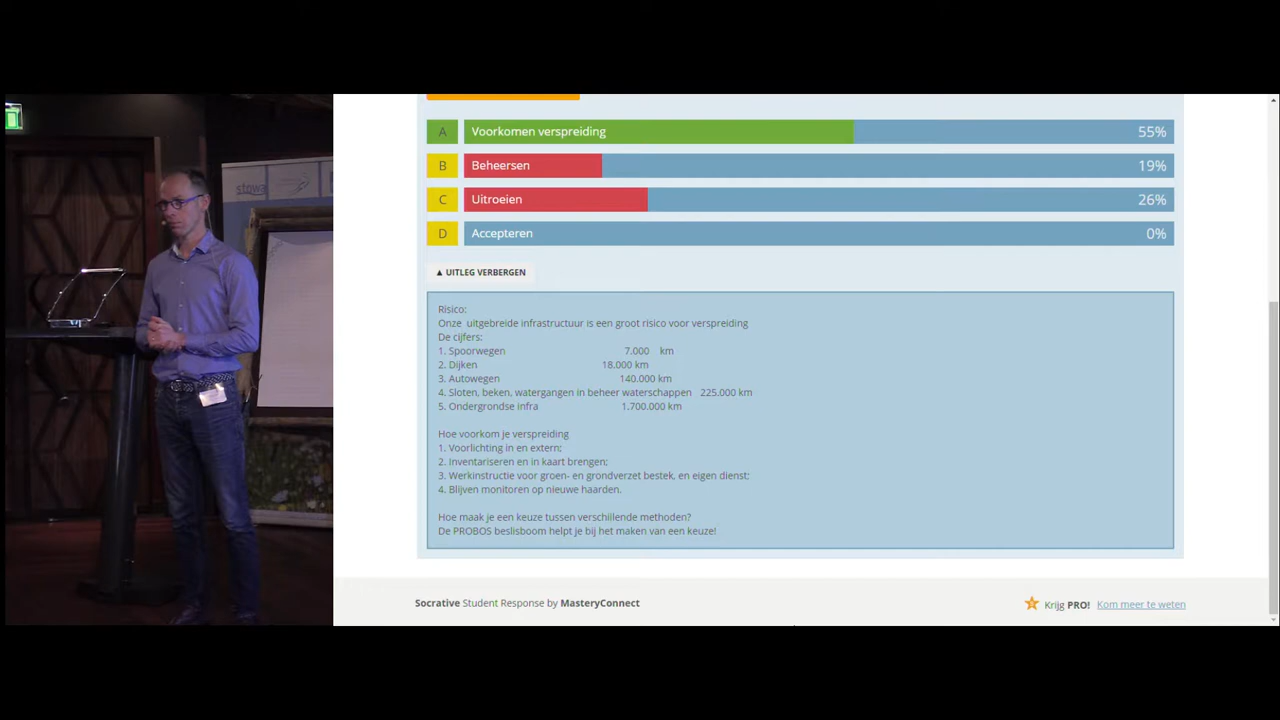 stowa
A Voorkomen verspreiding 55%
B Beheersen 19%
C Uitroeien 26%
D Accepteren 0%
▲ UITLEG VERBERGEN
Risico:
Onze uitgebreide infrastructuur is een groot risico voor verspreiding
De cijfers:
1. Spoorwegen 7.000 km
2. Dijken 18.000 km
3. Autowegen 140.000 km
4. Sloten, beken, watergangen in beheer waterschappen 225.000 km
5. Ondergrondse infra 1.700.000 km
Hoe voorkom je verspreiding
1. Voorlichting in en extern;
2. Inventariseren en in kaart brengen;
3. Werkinstructie voor groen- en grondverzet bestek, en eigen dienst;
4. Blijven monitoren op nieuwe haarden.
Hoe maak je een keuze tussen verschillende methoden?
De PROBOS beslisboom helpt je bij het maken van een keuze!
Socrative Student Response by MasteryConnect
Krijg PRO! Kom meer te weten